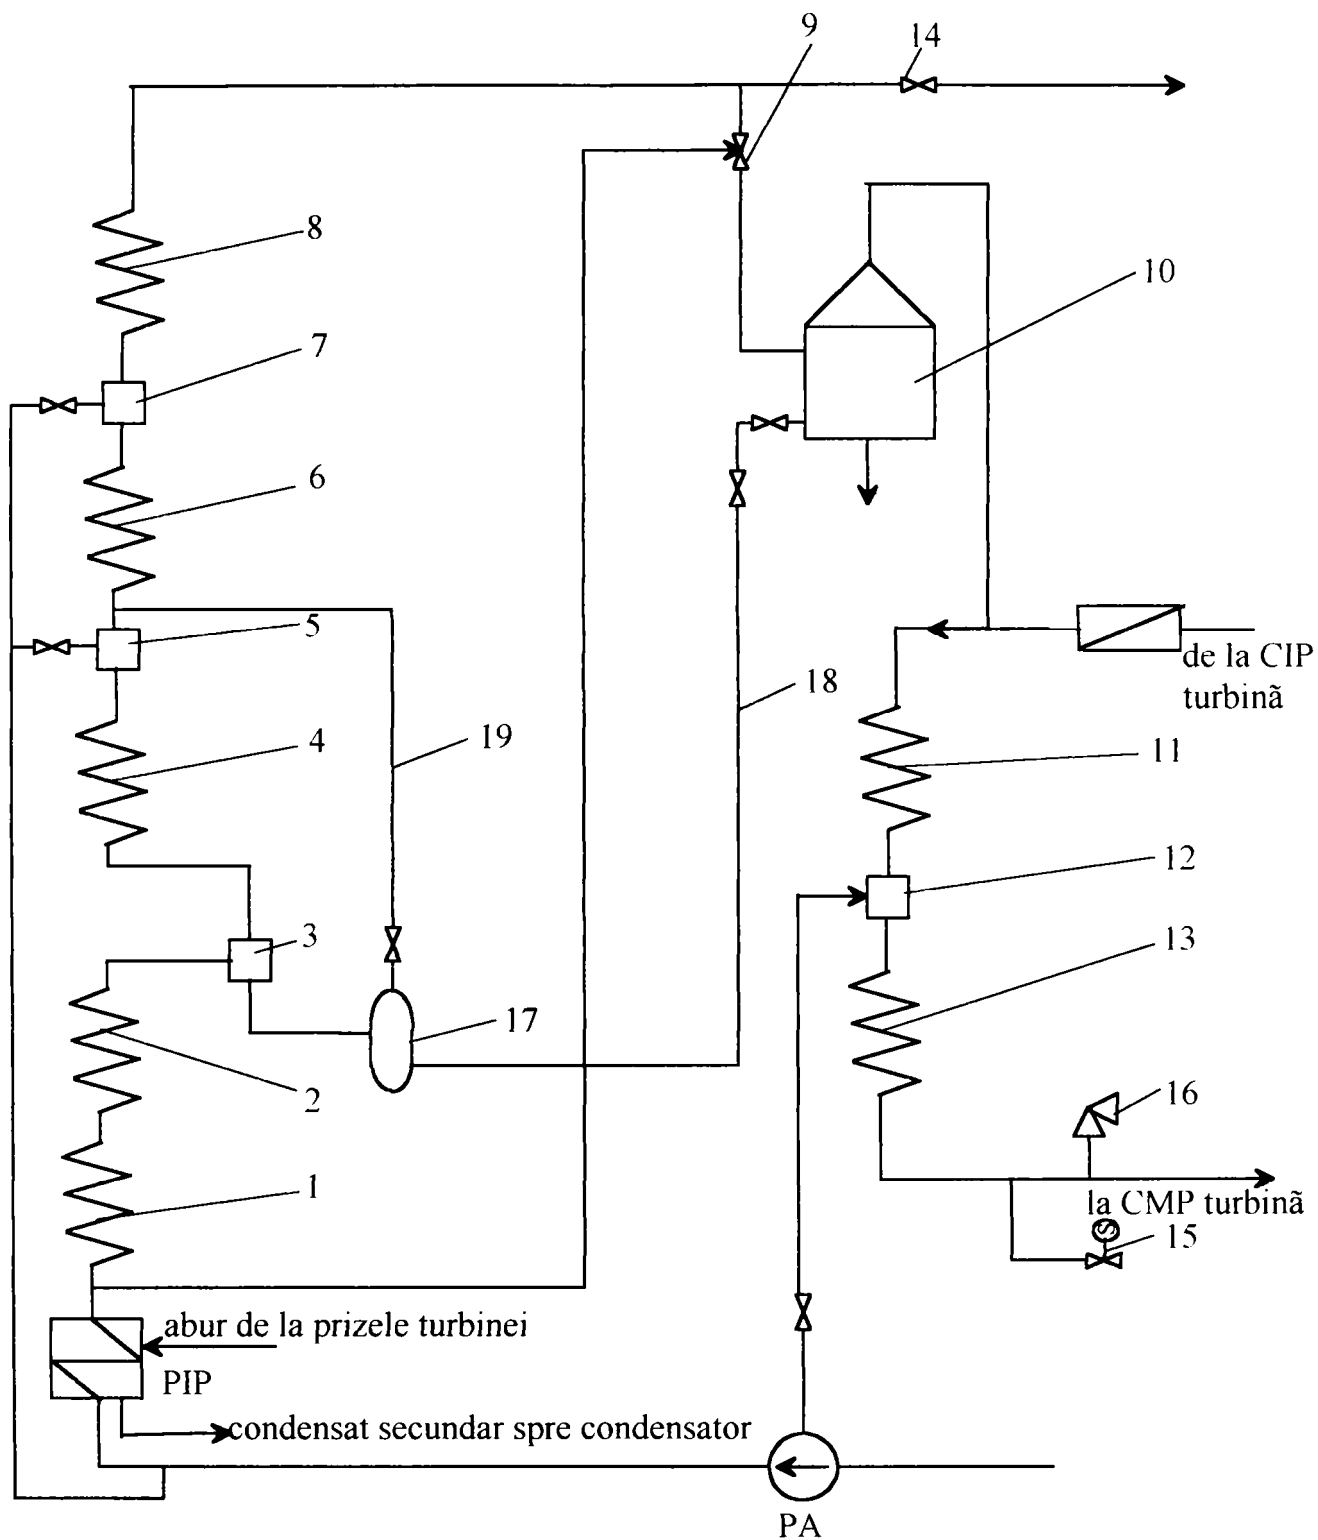 9
14
8
10
7
6
5
de la CIP
turbinã
18
19
4
11
12
3
13
17
2
16
1
la CMP turbinã
S
15
abur de la prizele turbinei
PIP
condensat secundar spre condensator
PA